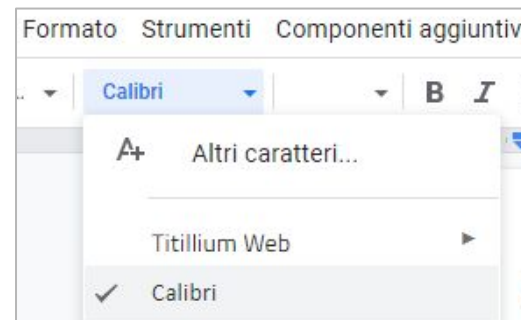 Formato Strumenti Componenti aggiuntiv
.. Calibri B I
A+ Altri caratteri...
Titillium Web
Calibri